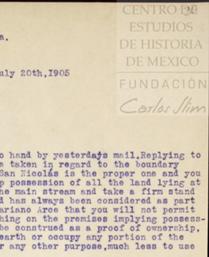 CENTRO DE
ESTUDIOS
DE HISTORIA
DE MEXICO
FUNDACIÓN
Carlos Slim
a.
uly 20th, 1905
o hand by yesterdays mail. Replying to
a taken in regard to the boundary
San Nicolas is the proper one and you
p possession of all the land lying at
the main stream and take a firm stand
d has always been considered as part
ariano Arce that you will not permit
hing on the premises implying possess-
be construed as a proof of ownership,
earth or occupy any portion of the
r any other purpose, much less to use